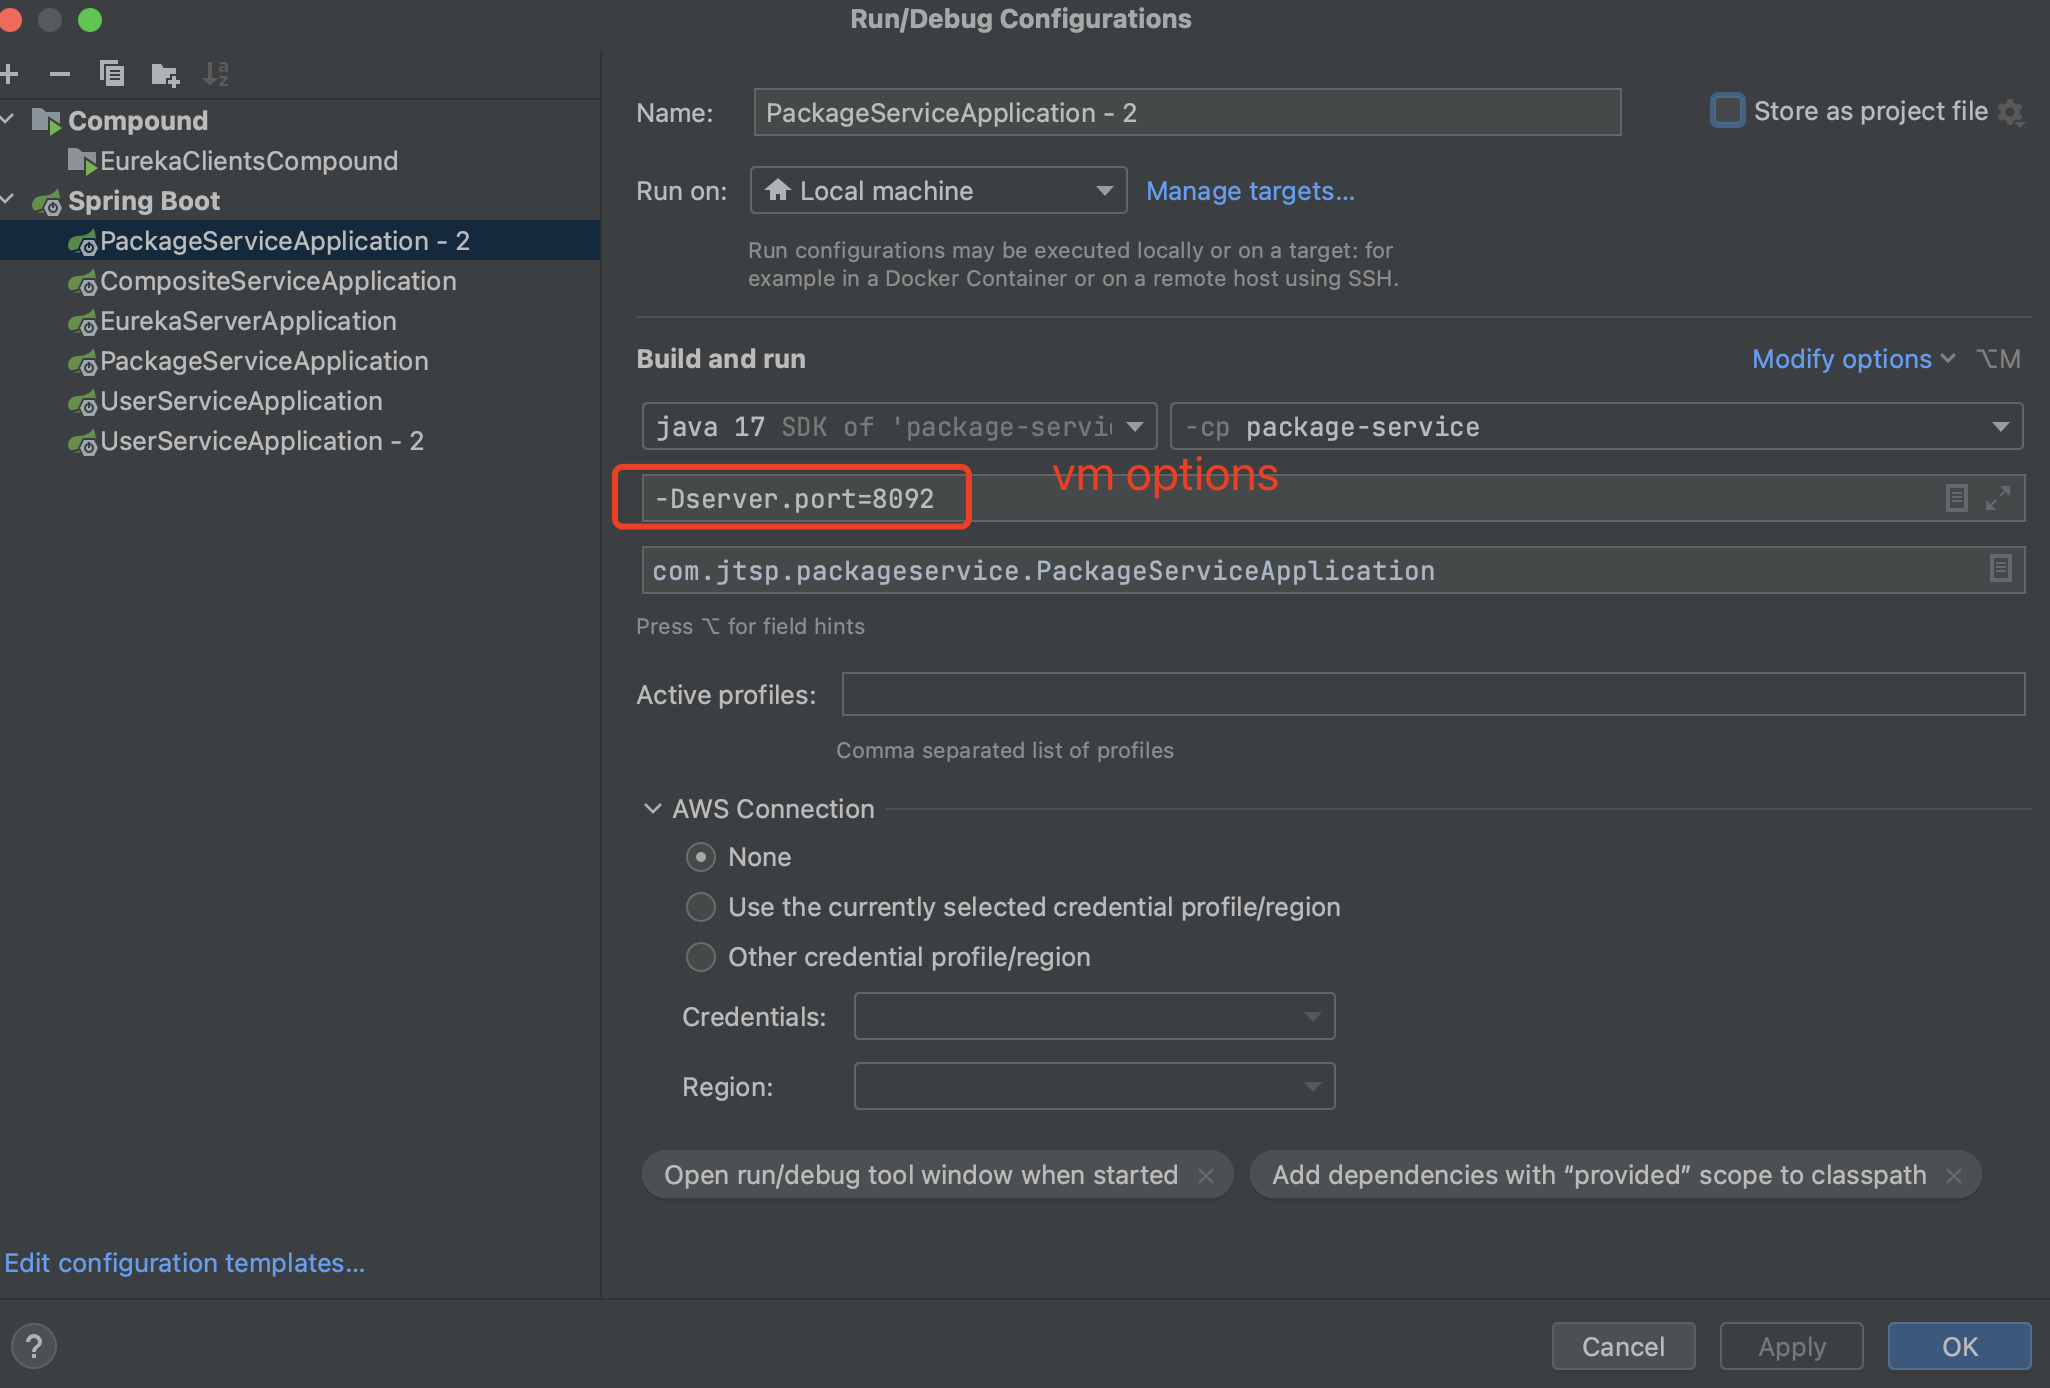 Run/Debug Configurations
Compound
EurekaClientsCompound
Spring Boot
PackageServiceApplication - 2
CompositeServiceApplication
EurekaServerApplication
PackageServiceApplication
UserServiceApplication
UserServiceApplication - 2
Edit configuration templates...
Name: PackageServiceApplication - 2 Store as project file
Run on: Local machine Manage targets...
Run configurations may be executed locally or on a target: for
example in a Docker Container or on a remote host using SSH.
Build and run Modify options ⌥M
java 17 SDK of 'package-servi -cp package-service
vm options
-Dserver.port=8092
com.jtsp.packageservice.PackageServiceApplication
Press ⌥ for field hints
Active profiles:
Comma separated list of profiles
AWS Connection
None
Use the currently selected credential profile/region
Other credential profile/region
Credentials:
Region:
Open run/debug tool window when started × Add dependencies with “provided” scope to classpath ×
? Cancel Apply OK